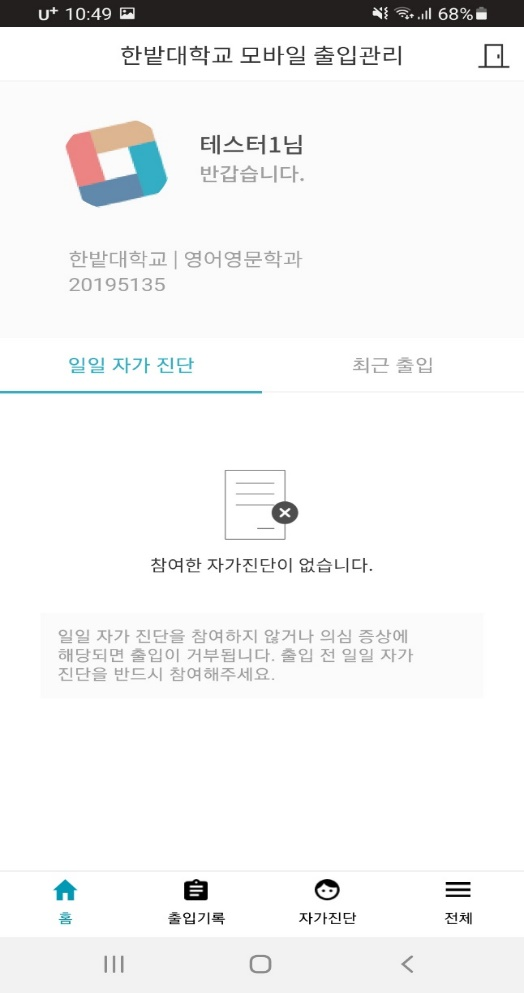 U+ 10:49 68%
한밭대학교 모바일 출입관리
테스터1님
반갑습니다.
한밭대학교 | 영어영문학과
20195135
일일 자가 진단 최근 출입
참여한 자가진단이 없습니다.
일일 자가 진단을 참여하지 않거나 의심 증상에
해당되면 출입이 거부됩니다. 출입 전 일일 자가
진단을 반드시 참여해주세요.
홈 출입기록 자가진단 전체